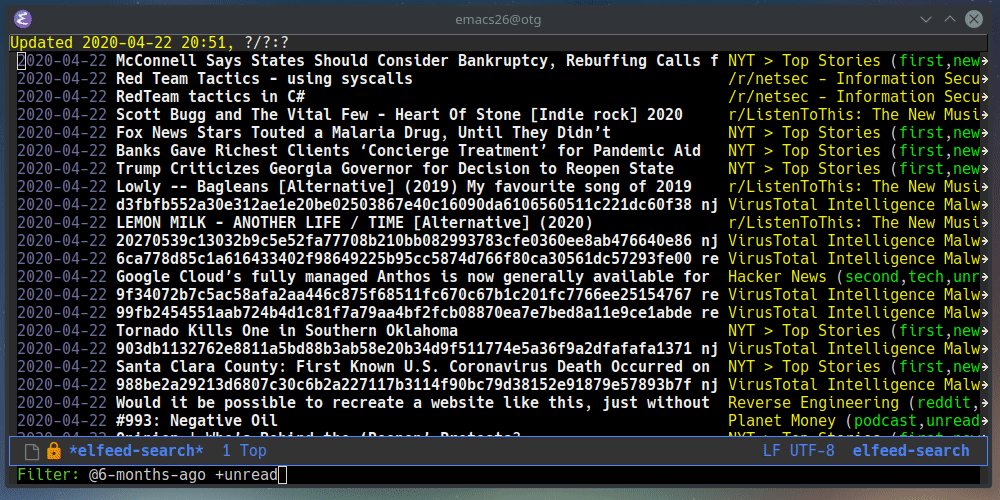 emacs26@otg
Updated 2020-04-22 20:51, ?/?:?
2020-04-22 McConnell Says States Should Consider Bankruptcy, Rebuffing Calls f NYT > Top Stories (first,new
2020-04-22 Red Team Tactics - using syscalls /r/netsec - Information Secu
2020-04-22 RedTeam tactics in C# /r/netsec - Information Secu
2020-04-22 Scott Bugg and The Vital Few - Heart Of Stone [Indie rock] 2020 r/ListenToThis: The New Musi
2020-04-22 Fox News Stars Touted a Malaria Drug, Until They Didn’t NYT > Top Stories (first,new
2020-04-22 Banks Gave Richest Clients ‘Concierge Treatment’ for Pandemic Aid NYT > Top Stories (first,new
2020-04-22 Trump Criticizes Georgia Governor for Decision to Reopen State NYT > Top Stories (first,new
2020-04-22 Lowly -- Bagleans [Alternative] (2019) My favourite song of 2019 r/ListenToThis: The New Musi
2020-04-22 d3fbfb552a30e312ae1e20be02503867e40c16090da6106560511c221dc60f38 nj VirusTotal Intelligence Malw
2020-04-22 LEMON MILK - ANOTHER LIFE / TIME [Alternative] (2020) r/ListenToThis: The New Musi
2020-04-22 20270539c13032b9c5e52fa77708b210bb082993783cfe0360ee8ab476640e86 nj VirusTotal Intelligence Malw
2020-04-22 6ca778d85c1a616433402f98649225b95cc5874d766f80ca30561dc57293fe00 re VirusTotal Intelligence Malw
2020-04-22 Google Cloud’s fully managed Anthos is now generally available for Hacker News (second,tech,unr
2020-04-22 9f34072b7c5ac58afa2aa446c875f68511fc670c67b1c201fc7766ee25154767 re VirusTotal Intelligence Malw
2020-04-22 99fb2454551aab724b4d1c81f7a79aa4bf2fcb08870ea7e7bed8a11e9ce1abde re VirusTotal Intelligence Malw
2020-04-22 Tornado Kills One in Southern Oklahoma NYT > Top Stories (first,new
2020-04-22 903db1132762e8811a5bd88b3ab58e20b34d9f511774e5a36f9a2dfafafa1371 nj VirusTotal Intelligence Malw
2020-04-22 Santa Clara County: First Known U.S. Coronavirus Death Occurred on NYT > Top Stories (first,new
2020-04-22 988be2a29213d6807c30c6b2a227117b3114f90bc79d38152e91879e57893b7f nj VirusTotal Intelligence Malw
2020-04-22 Would it be possible to recreate a website like this, just without Reverse Engineering (reddit,
2020-04-22 #993: Negative Oil Planet Money (podcast,unread
2020-04-22 Opinion | Who’s Behind the ‘Reopen’ Protests? NYT > Top Stories (first,new
*elfeed-search* 1 Top LF UTF-8 elfeed-search
Filter: @6-months-ago +unread